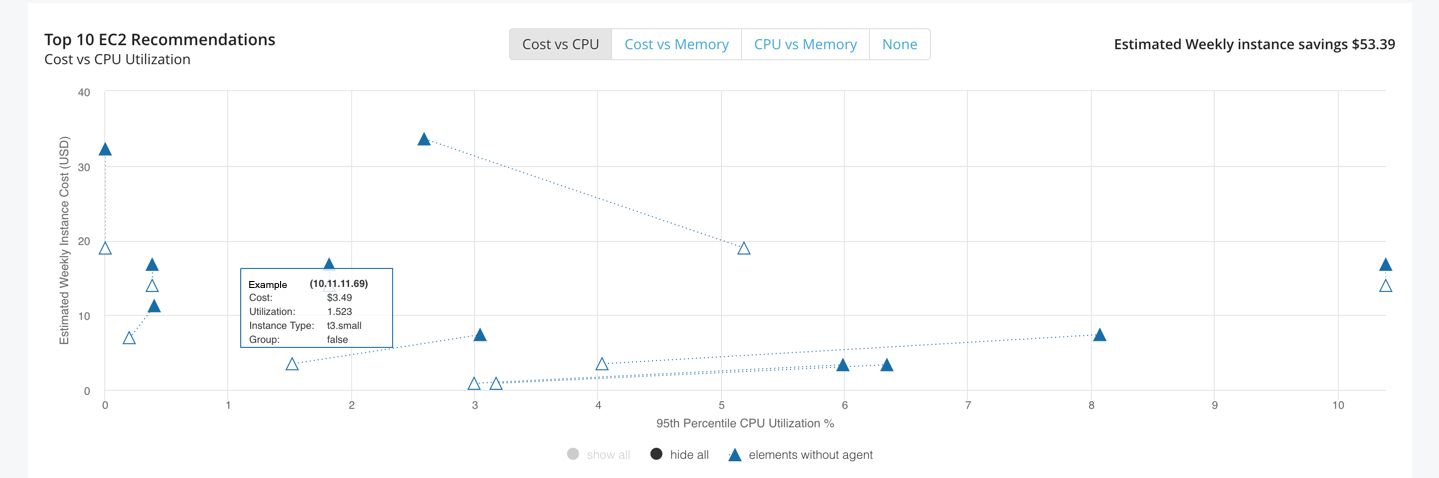 Top 10 EC2 Recommendations
Cost vs CPU Utilization
Cost vs CPU
Cost vs Memory
CPU vs Memory
None
Estimated Weekly instance savings $53.39
Estimated Weekly Instance Cost (USD)
40
30
20
10
0
Example (10.11.11.69)
Cost: $3.49
Utilization: 1.523
Instance Type: t3.small
Group: false
0 1 2 3 4 5 6 7 8 9 10
95th Percentile CPU Utilization %
show all hide all elements without agent